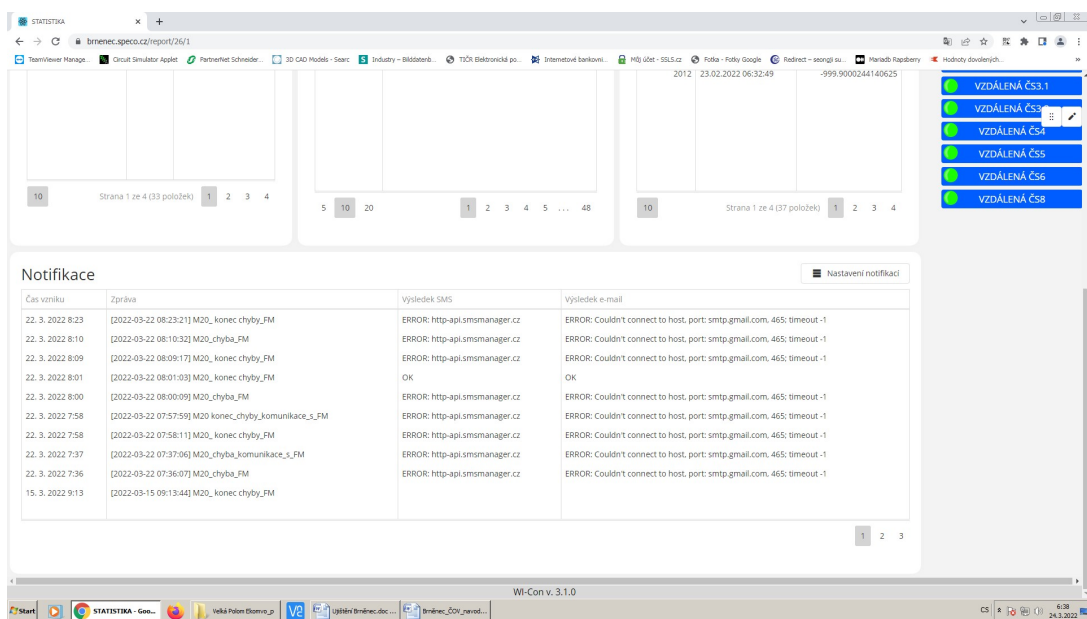 STATISTIKA
brnenec.speco.cz/report/26/1
TeamViewer Manage... Circuit Simulator Applet PartnerNet Schneider... 3D CAD Models - Searc Industry – Bilddatenb... TIČR Elektronická po... Internetové bankovni... Můj účet - SSLS.cz Fotka - Fotky Google Redirect – seongji su... Mariadb Rapsberry Hodnoty dovolených...
2012 23.02.2022 06:32:49 -999.9000244140625
VZDÁLENÁ ČS3.1
VZDÁLENÁ ČS3
VZDÁLENÁ ČS4
VZDÁLENÁ ČS5
VZDÁLENÁ ČS6
VZDÁLENÁ ČS8
10 Strana 1 ze 4 (33 položek) 1 2 3 4
5 10 20 1 2 3 4 5 ... 48
10 Strana 1 ze 4 (37 položek) 1 2 3 4
Notifikace
Nastavení notifikací
Čas vzniku Zpráva Výsledek SMS Výsledek e-mail
22. 3. 2022 8:23 [2022-03-22 08:23:21] M20_ konec chyby_FM ERROR: http-api.smsmanager.cz ERROR: Couldn't connect to host, port: smtp.gmail.com, 465; timeout -1
22. 3. 2022 8:10 [2022-03-22 08:10:32] M20_chyba_FM ERROR: http-api.smsmanager.cz ERROR: Couldn't connect to host, port: smtp.gmail.com, 465; timeout -1
22. 3. 2022 8:09 [2022-03-22 08:09:17] M20_ konec chyby_FM ERROR: http-api.smsmanager.cz ERROR: Couldn't connect to host, port: smtp.gmail.com, 465; timeout -1
22. 3. 2022 8:01 [2022-03-22 08:01:03] M20_ konec chyby_FM OK OK
22. 3. 2022 8:00 [2022-03-22 08:00:09] M20_chyba_FM ERROR: http-api.smsmanager.cz ERROR: Couldn't connect to host, port: smtp.gmail.com, 465; timeout -1
22. 3. 2022 7:58 [2022-03-22 07:57:59] M20 konec_chyby_komunikace_s_FM ERROR: http-api.smsmanager.cz ERROR: Couldn't connect to host, port: smtp.gmail.com, 465; timeout -1
22. 3. 2022 7:58 [2022-03-22 07:58:11] M20_ konec chyby_FM ERROR: http-api.smsmanager.cz ERROR: Couldn't connect to host, port: smtp.gmail.com, 465; timeout -1
22. 3. 2022 7:37 [2022-03-22 07:37:06] M20_chyba_komunikace_s_FM ERROR: http-api.smsmanager.cz ERROR: Couldn't connect to host, port: smtp.gmail.com, 465; timeout -1
22. 3. 2022 7:36 [2022-03-22 07:36:07] M20_chyba_FM ERROR: http-api.smsmanager.cz ERROR: Couldn't connect to host, port: smtp.gmail.com, 465; timeout -1
15. 3. 2022 9:13 [2022-03-15 09:13:44] M20_ konec chyby_FM
1 2 3
WI-Con v. 3.1.0
Start STATISTIKA - Goo... Velká Polom Ekomvo_p Ujištění Brněnec.doc ... Brněnec_ČOV_navod... CS 6:38
24.3.2022